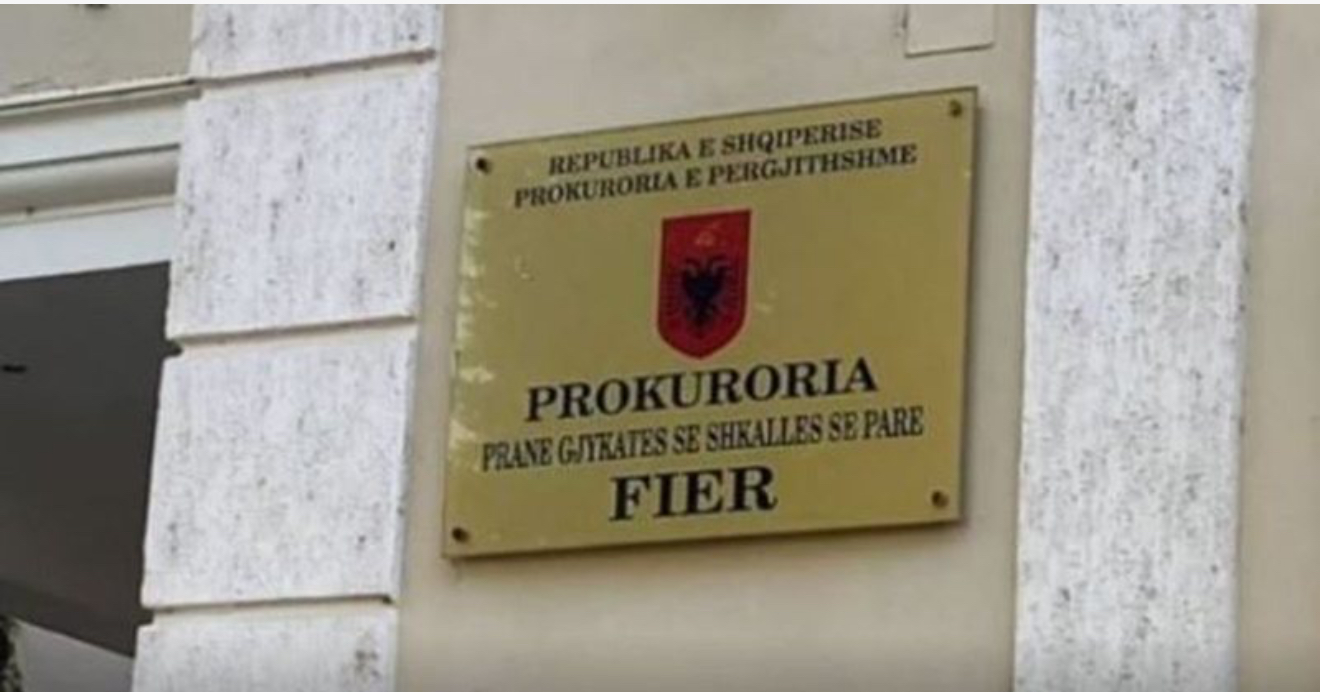 REPUBLIKA E SHQIPERISE
PROKURORIA E PERGJITHSHME
PROKURORIA
PRANE GJYKATES SE SHKALLES SE PARE
FIER